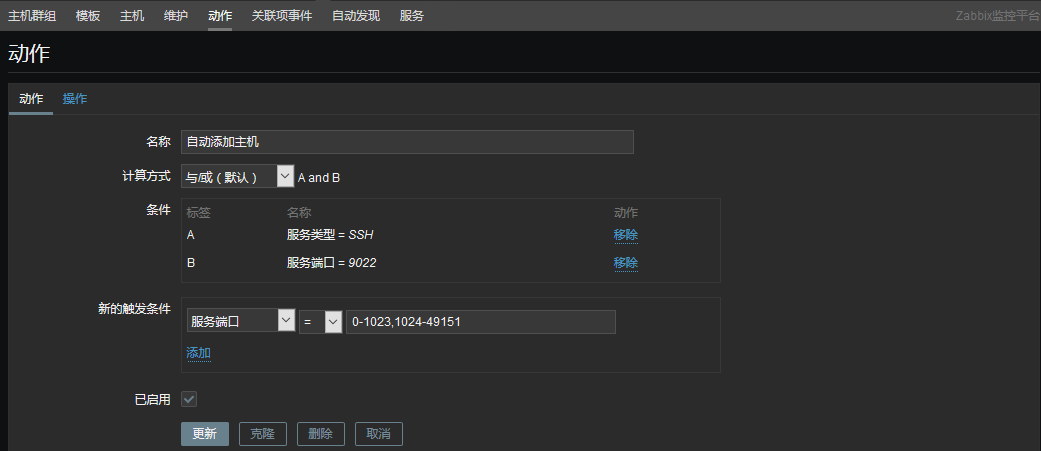 主机群组 模板 主机 维护 动作 关联项事件 自动发现 服务 Zabbix监控平台
动作
动作 操作
名称 自动添加主机
计算方式 与/或（默认） A and B
条件 标签 名称 动作
A 服务类型 = SSH 移除
B 服务端口 = 9022 移除
新的触发条件 服务端口 = 0-1023,1024-49151
添加
已启用
更新 克隆 删除 取消